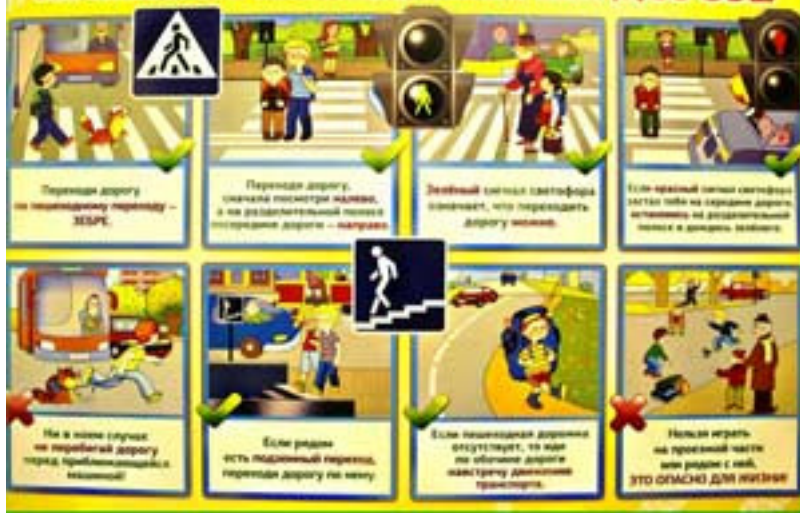 Переходи дорогу
по пешеходному переходу –
ЗЕБРЕ.
Переходи дорогу,
сначала посмотри налево,
а на разделительной полосе
посередине дороги – направо.
Зелёный сигнал светофора
означает, что переходить
дорогу можно.
Если красный сигнал светофора
застал тебя на середине дороги,
остановись на разделительной
полосе и дождись зелёного.
Ни в коем случае
не перебегай дорогу
перед приближающейся
машиной!
Если рядом
есть подземный переход,
переходи дорогу по нему.
Если пешеходная дорожка
отсутствует, то иди
по обочине дороги
навстречу движению
транспорта.
Нельзя играть
на проезжей части
или рядом с ней,
ЭТО ОПАСНО ДЛЯ ЖИЗНИ!